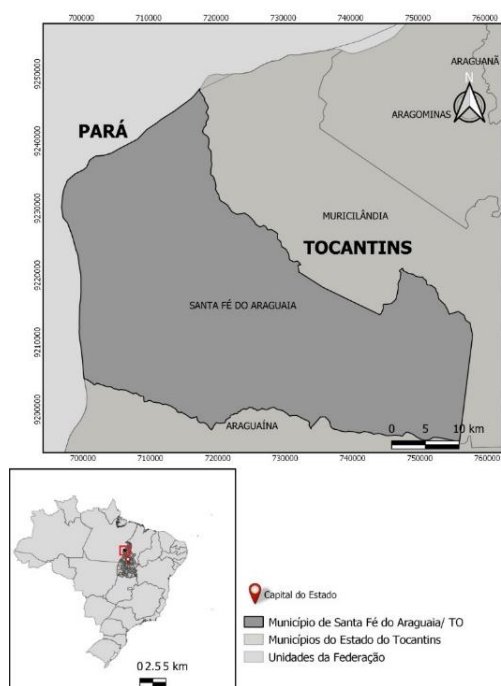 700000 710000 720000 730000 740000 750000 760000
9250000
ARAGUANÃ
N
ARAGOMINAS
PARÁ
9240000
9230000
MURICILÂNDIA
TOCANTINS
9220000
SANTA FÉ DO ARAGUAIA
9210000
9200000
ARAGUAÍNA
0 5 10 km
700000 710000 720000 730000 740000 750000 760000
Capital do Estado
Município de Santa Fé do Araguaia/ TO
Municípios do Estado do Tocantins
Unidades da Federação
0 2.55 km